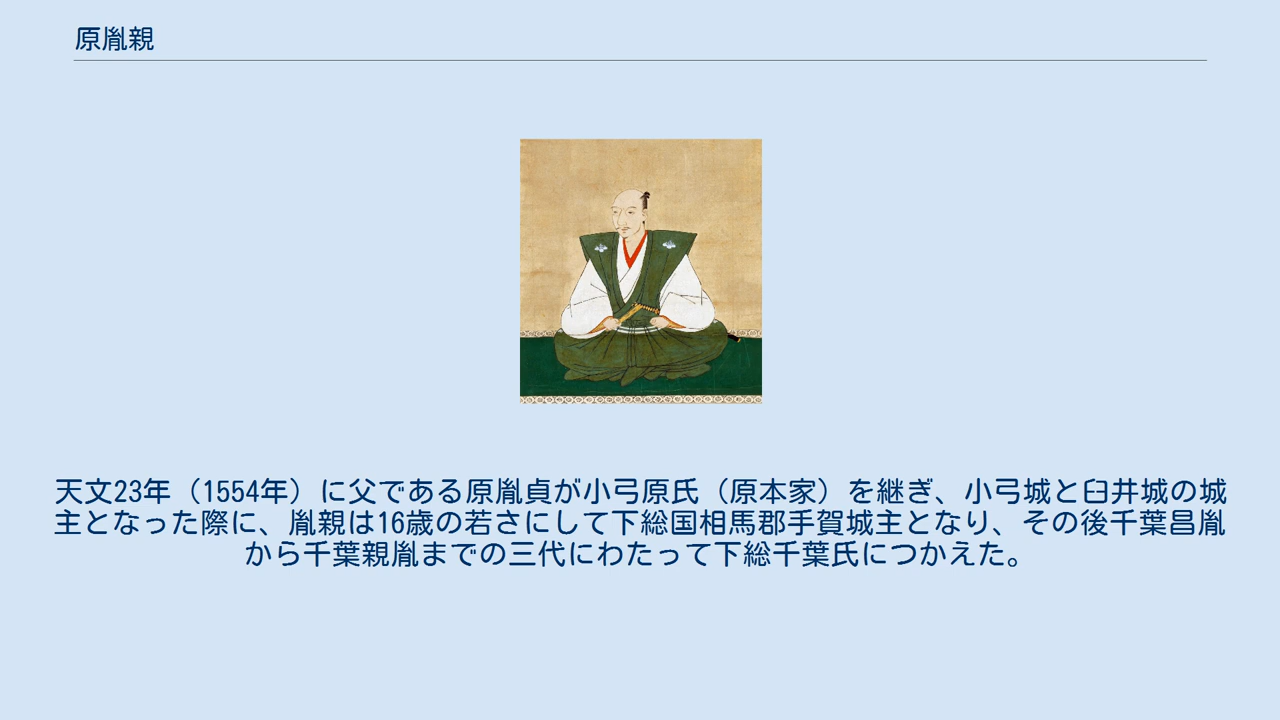 原胤親
天文23年（1554年）に父である原胤貞が小弓原氏（原本家）を継ぎ、小弓城と臼井城の城
主となった際に、胤親は16歳の若さにして下総国相馬郡手賀城主となり、その後千葉昌胤
から千葉親胤までの三代にわたって下総千葉氏につかえた。